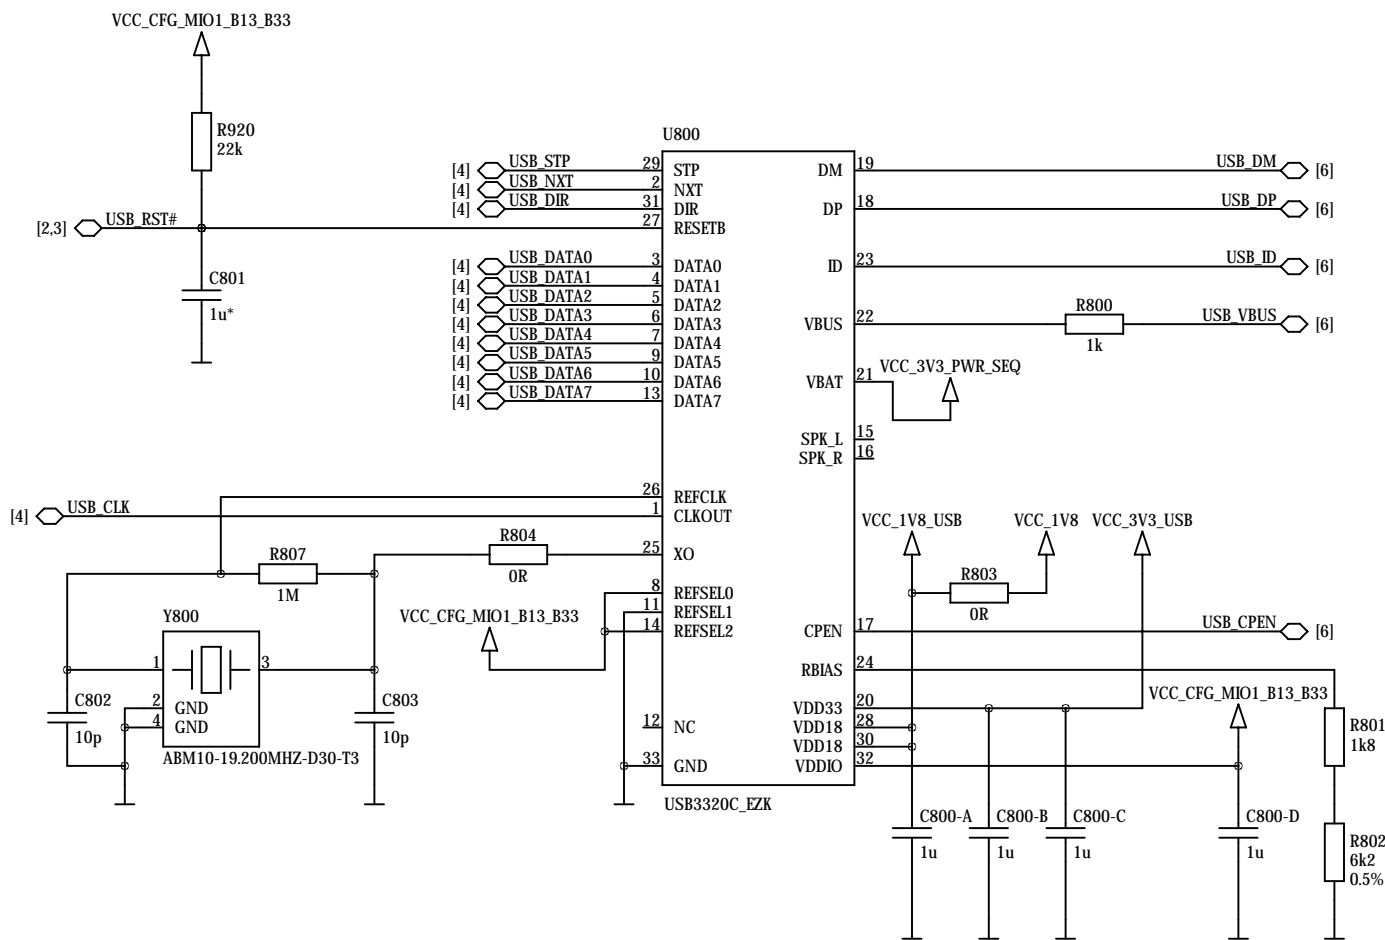 VCC_CFG_MIO1_B13_B33
R920
22k
[2,3] USB_RST#
C801
1u*
U800
[4] USB_STP 29 STP
[4] USB_NXT 2 NXT
[4] USB_DIR 31 DIR
27 RESETB
[4] USB_DATA0 3 DATA0
[4] USB_DATA1 4 DATA1
[4] USB_DATA2 5 DATA2
[4] USB_DATA3 6 DATA3
[4] USB_DATA4 7 DATA4
[4] USB_DATA5 9 DATA5
[4] USB_DATA6 10 DATA6
[4] USB_DATA7 13 DATA7
26 REFCLK
[4] USB_CLK 1 CLKOUT
R804
0R
25 XO
R807
1M
8 REFSEL0
11 REFSEL1
14 REFSEL2
VCC_CFG_MIO1_B13_B33
Y800
1
3
2 GND
4 GND
ABM10-19.200MHZ-D30-T3
C802
10p
C803
10p
12 NC
33 GND
USB3320C_EZK
DM 19 USB_DM [6]
DP 18 USB_DP [6]
ID 23 USB_ID [6]
R800
1k
VBUS 22 USB_VBUS [6]
VBAT 21 VCC_3V3_PWR_SEQ
SPK_L 15
SPK_R 16
VCC_1V8_USB
VCC_1V8
VCC_3V3_USB
R803
0R
CPEN 17 USB_CPEN [6]
RBIAS 24
VCC_CFG_MIO1_B13_B33
VDD33 20
VDD18 28
VDD18 30
VDDIO 32
R801
1k8
C800-A
1u
C800-B
1u
C800-C
1u
C800-D
1u
R802
6k2
0.5%